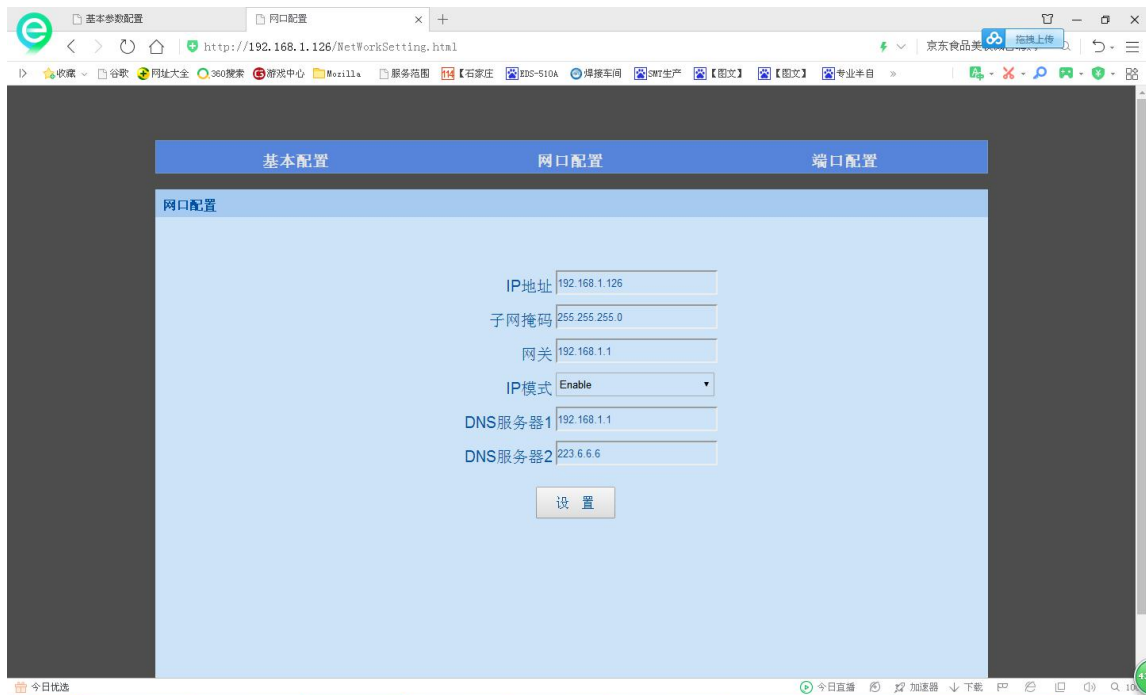 基本参数配置 网口配置 × +
http://192.168.1.126/NetWorkSetting.html 京东食品美 拖拽上传
收藏 谷歌 网址大全 360搜索 游戏中心 Mozilla 服务范围 114【石家庄 EDS-510A 焊接车间 SMT生产 【图文】 【图文】 专业半自 »
基本配置 网口配置 端口配置
网口配置
IP地址 192.168.1.126
子网掩码 255.255.255.0
网关 192.168.1.1
IP模式 Enable
DNS服务器1 192.168.1.1
DNS服务器2 223.6.6.6
设 置
今日优选 今日直播 加速器 下载